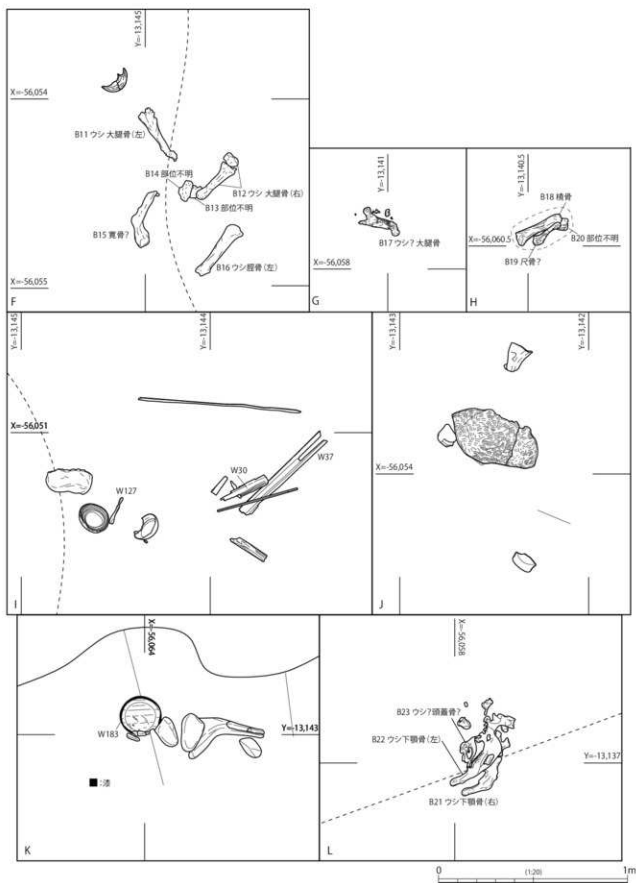 Y=-13,145
X=-56,054
B11 ウシ 大腿骨(左)
B14 部位不明
B12 ウシ 大腿骨(右)
B13 部位不明
B15 寛骨?
B16 ウシ脛骨(左)
X=-56,055
F
Y=-13,141
B17 ウシ? 大腿骨
X=-56,058
G
Y=-13,140.5
B18 橈骨
X=-56,060.5
B20 部位不明
B19 尺骨?
H
Y=-13,145
Y=-13,144
X=-56,051
W30
W37
W127
I
Y=-13,143
Y=-13,142
X=-56,054
J
X=-56,064
W183
Y=-13,143
■:漆
K
X=-56,058
B23 ウシ?頭蓋骨?
B22 ウシ下顎骨(左)
Y=-13,137
B21 ウシ下顎骨(右)
L
0 (1:20) 1m